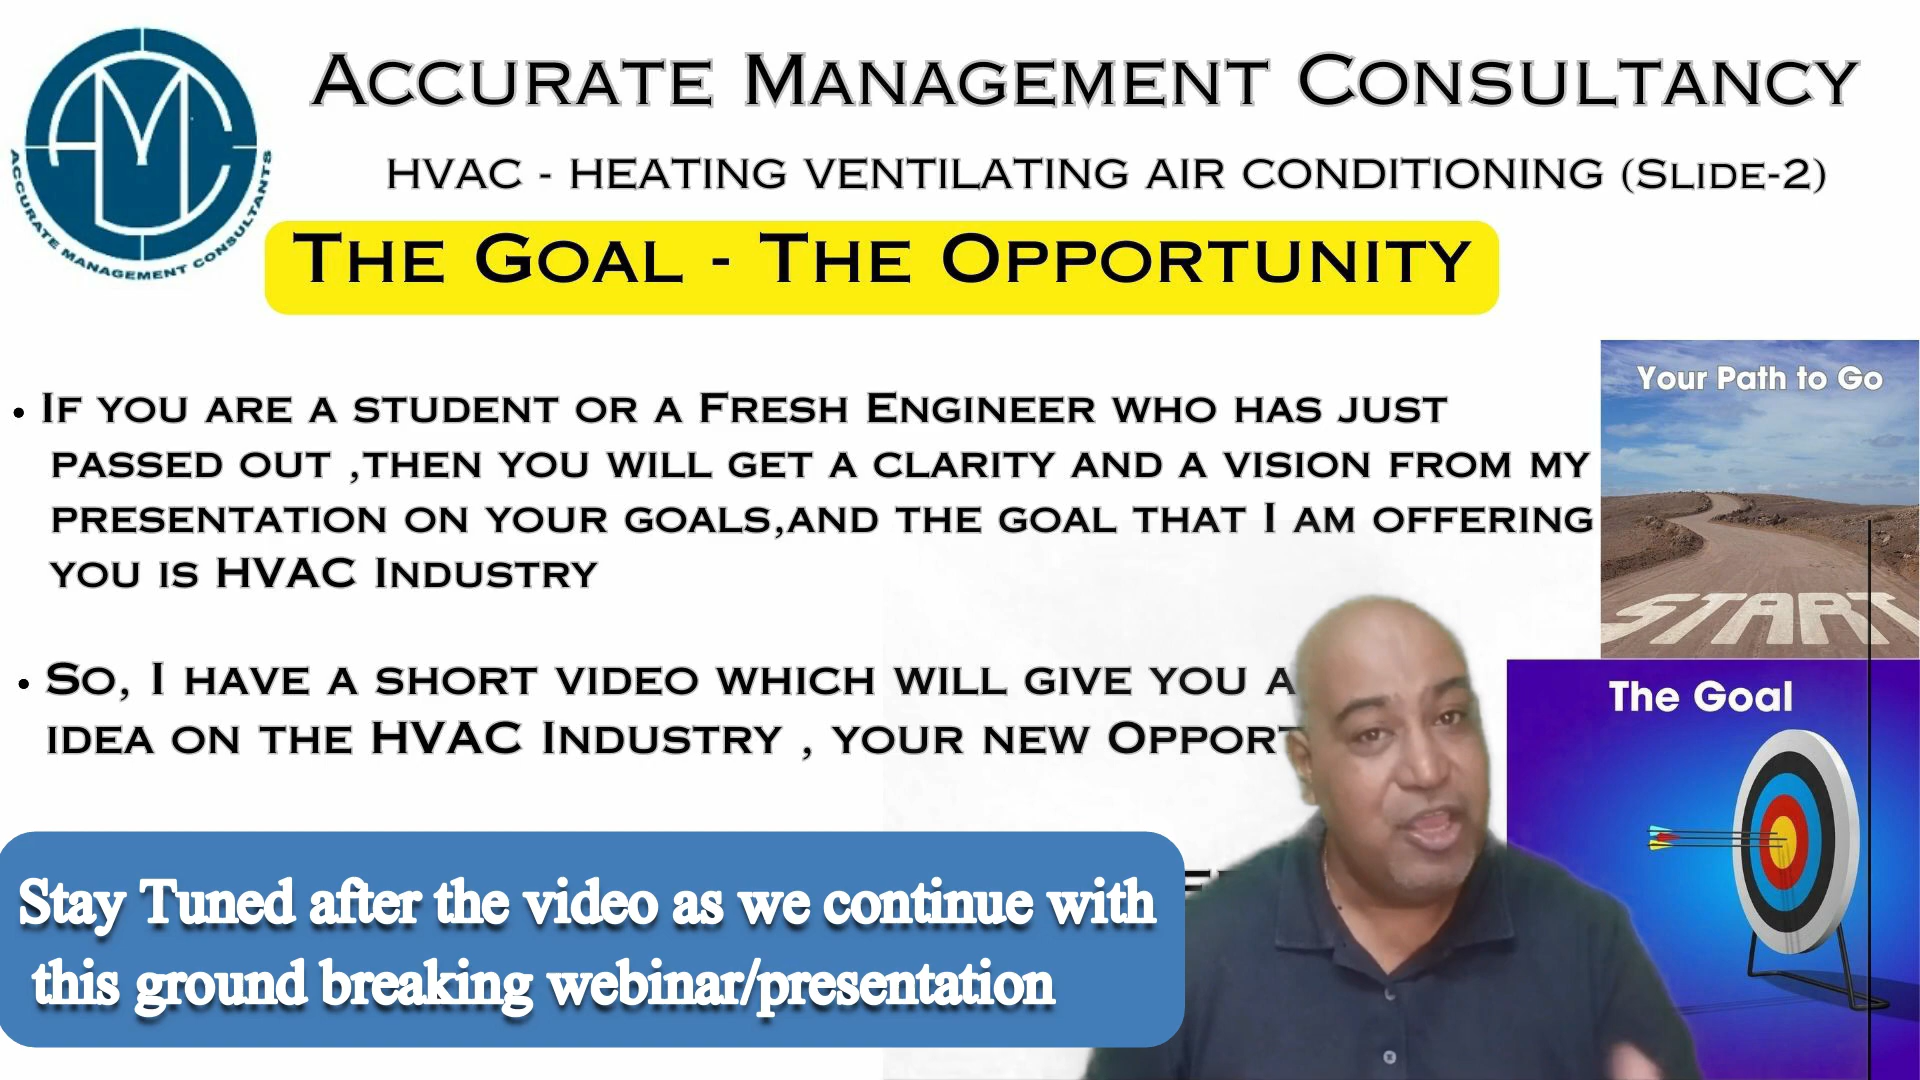 AMC
ACCURATE MANAGEMENT CONSULTANTS
ACCURATE MANAGEMENT CONSULTANCY
HVAC - HEATING VENTILATING AIR CONDITIONING (SLIDE-2)
THE GOAL - THE OPPORTUNITY
• IF YOU ARE A STUDENT OR A FRESH ENGINEER WHO HAS JUST
PASSED OUT ,THEN YOU WILL GET A CLARITY AND A VISION FROM MY
PRESENTATION ON YOUR GOALS,AND THE GOAL THAT I AM OFFERING
YOU IS HVAC INDUSTRY
• SO, I HAVE A SHORT VIDEO WHICH WILL GIVE YOU A
IDEA ON THE HVAC INDUSTRY , YOUR NEW OPPORT
Your Path to Go
START
The Goal
Stay Tuned after the video as we continue with
this ground breaking webinar/presentation